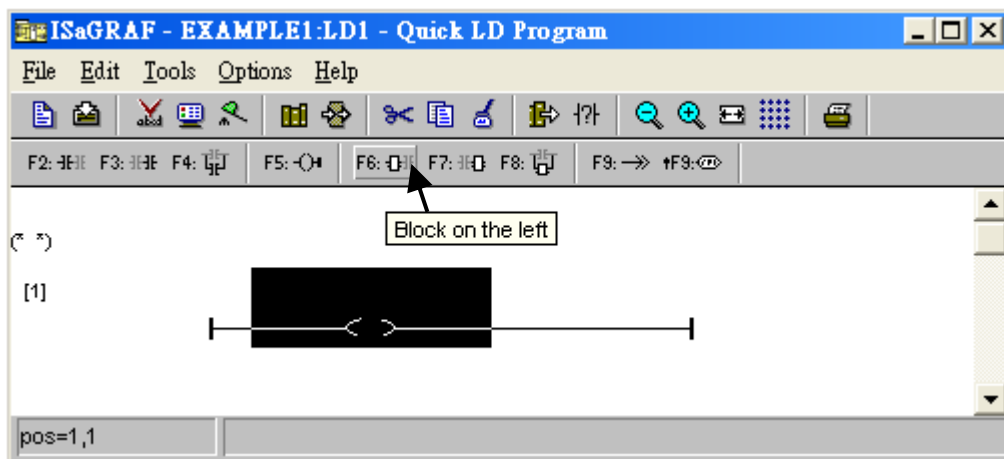 ISaGRAF - EXAMPLE1:LD1 - Quick LD Program
File Edit Tools Options Help
F2: F3: F4: F5: F6: F7: F8: F9: ↑F9:
Block on the left
(* *)
[1]
pos=1,1